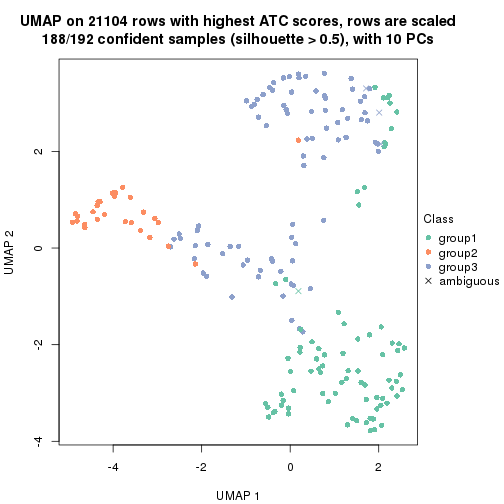 UMAP on 21104 rows with highest ATC scores, rows are scaled
188/192 confident samples (silhouette > 0.5), with 10 PCs
2
0
-2
-4
UMAP 2
-4
-2
0
2
UMAP 1
Class
group1
group2
group3
ambiguous